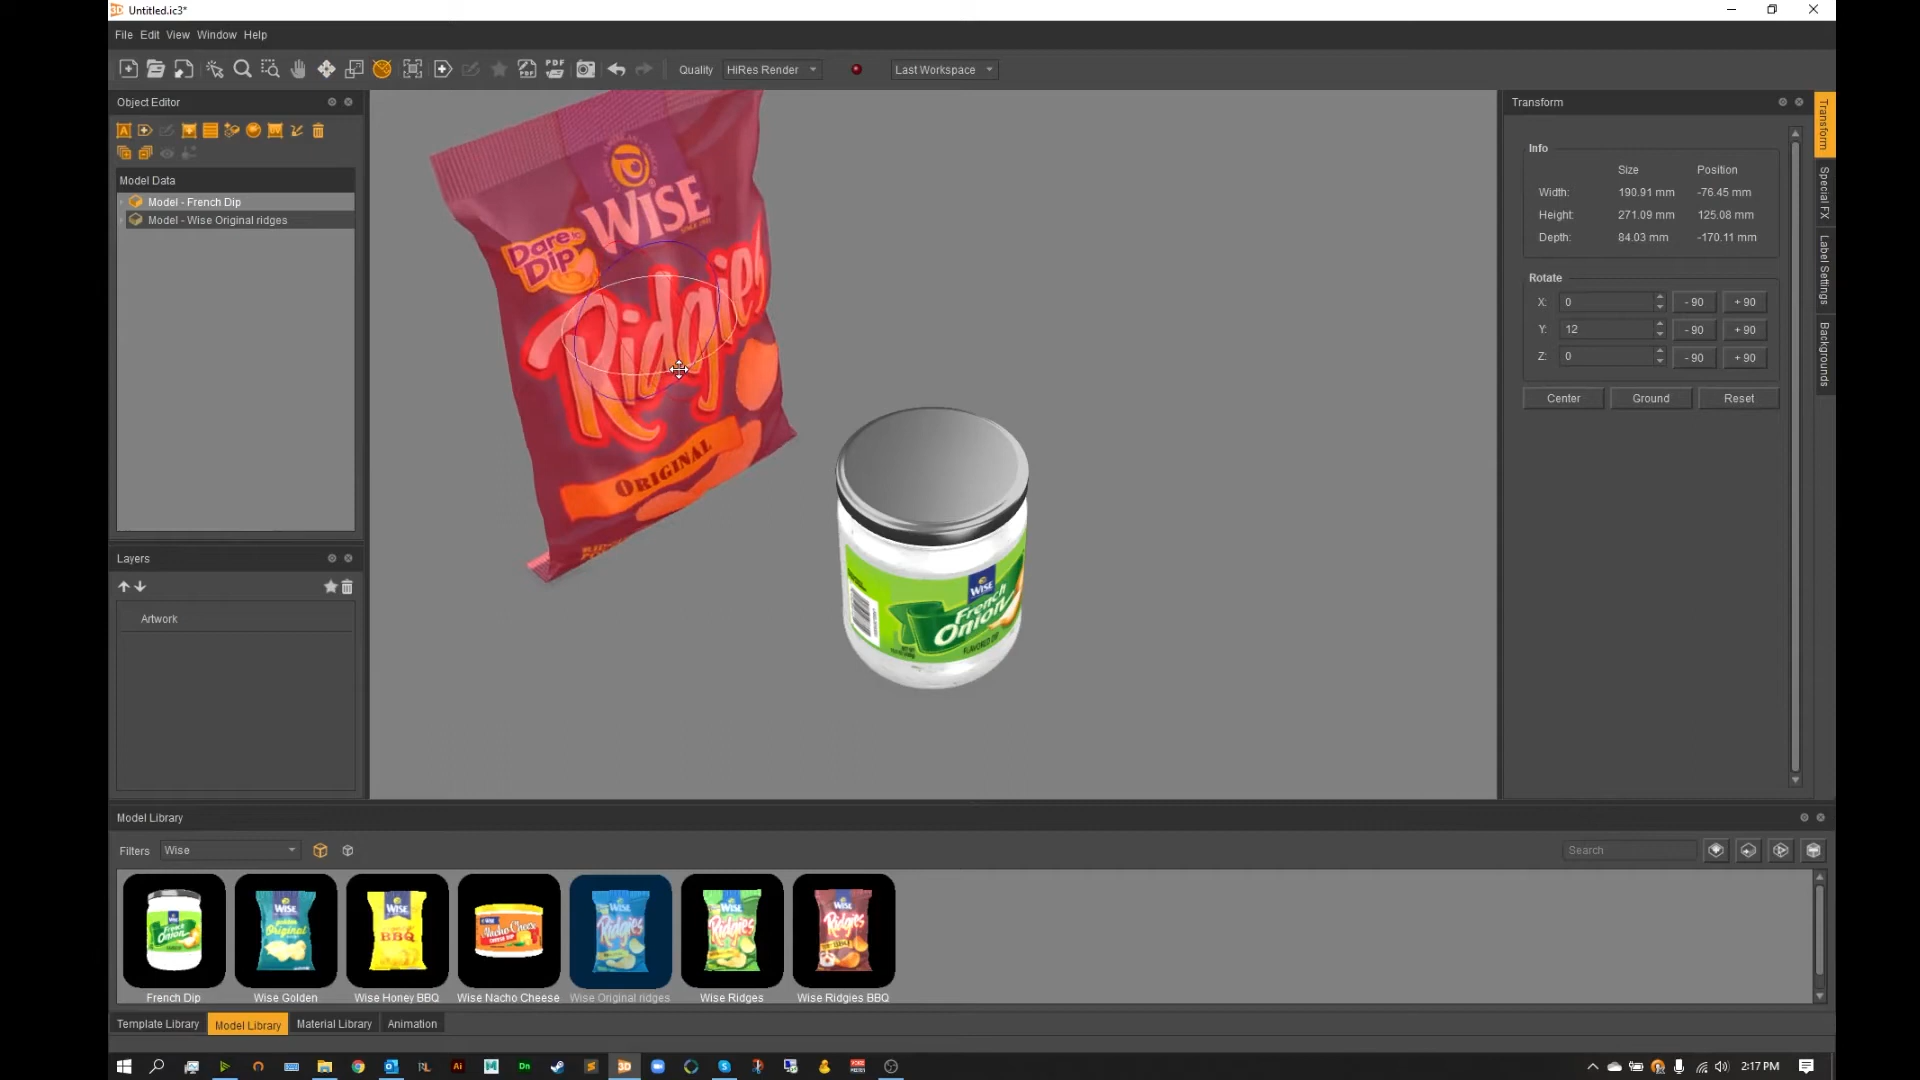 Untitled.ic3*
File Edit View Window Help
Quality HiRes Render Last Workspace
Object Editor
Model Data
Model - French Dip
Model - Wise Original ridges
Layers
Artwork
WISE
Dare to Dip
Ridgies
ORIGINAL
WISE
French
Onion
FLAVORED DIP
Transform
Info
Size Position
Width: 190.91 mm -76.45 mm
Height: 271.09 mm 125.08 mm
Depth: 84.03 mm -170.11 mm
Rotate
X: 0 - 90 + 90
Y: 12 - 90 + 90
Z: 0 - 90 + 90
Center Ground Reset
Transform
Special FX
Label Settings
Backgrounds
Model Library
Filters Wise Search
French Dip Wise Golden Wise Honey BBQ Wise Nacho Cheese Wise Original ridges Wise Ridges Wise Ridgies BBQ
Template Library Model Library Material Library Animation
2:17 PM